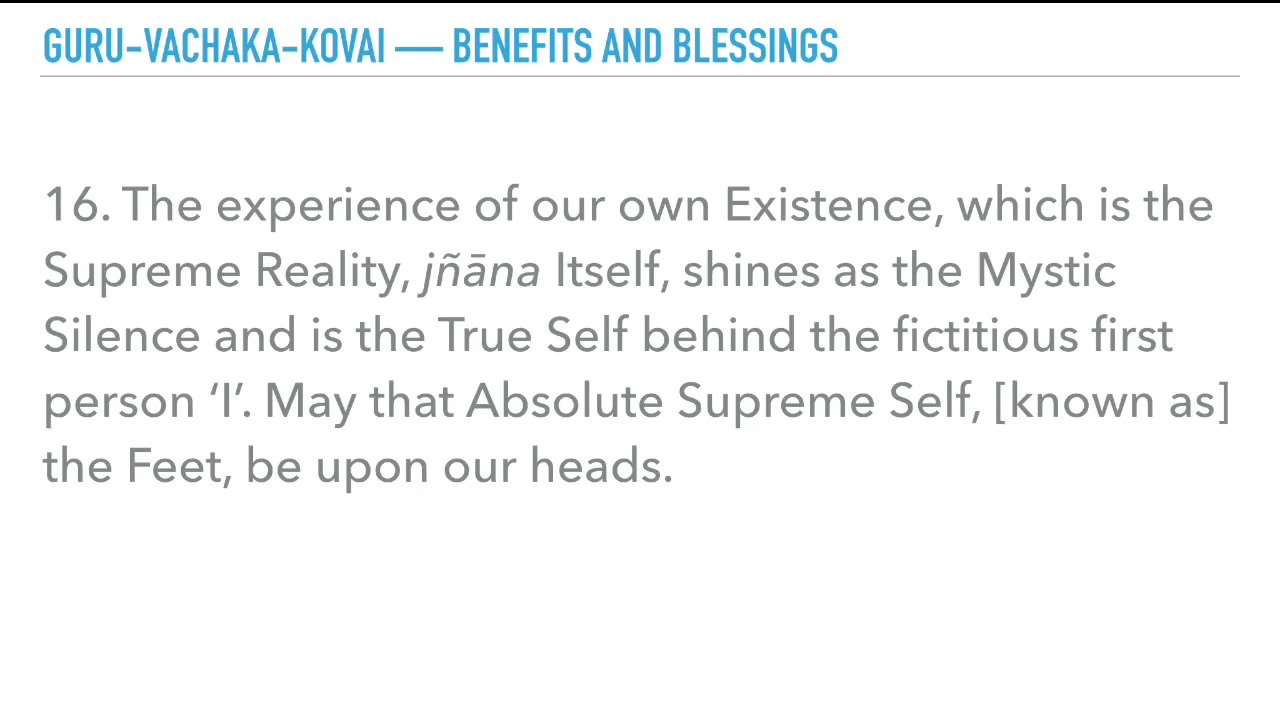 GURU-VACHAKA-KOVAI — BENEFITS AND BLESSINGS
16. The experience of our own Existence, which is the
Supreme Reality, jñāna Itself, shines as the Mystic
Silence and is the True Self behind the fictitious first
person ‘I’. May that Absolute Supreme Self, [known as]
the Feet, be upon our heads.